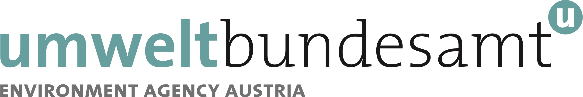 umweltbundesamt u
ENVIRONMENT AGENCY AUSTRIA